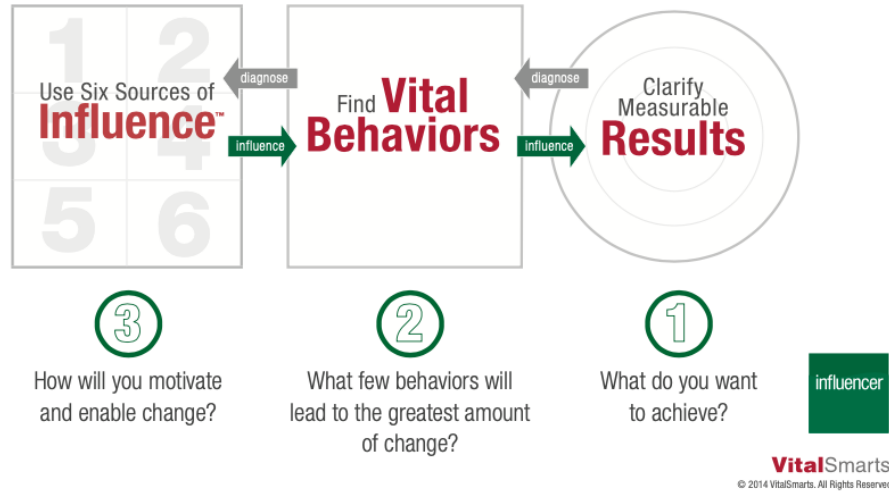 1 2
3 4
5 6
Use Six Sources of
Influence™
diagnose
influence
Find Vital
Behaviors
diagnose
influence
Clarify
Measurable
Results
3
How will you motivate
and enable change?
2
What few behaviors will
lead to the greatest amount
of change?
1
What do you want
to achieve?
influencer
VitalSmarts
© 2014 VitalSmarts. All Rights Reserved